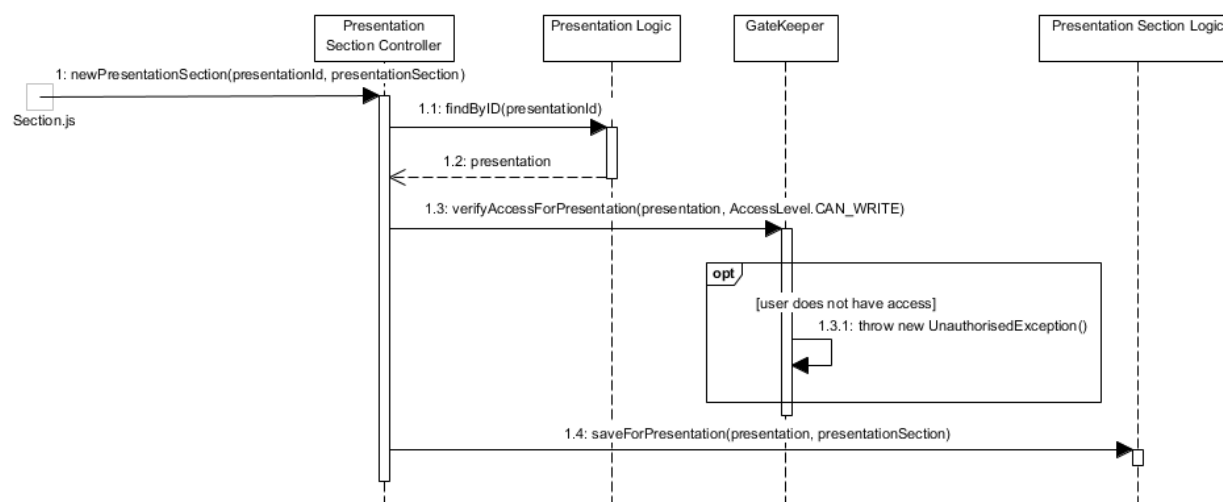 Presentation
Section Controller
Presentation Logic
GateKeeper
Presentation Section Logic
1: newPresentationSection(presentationId, presentationSection)
Section.js
1.1: findByID(presentationId)
1.2: presentation
1.3: verifyAccessForPresentation(presentation, AccessLevel.CAN_WRITE)
opt
[user does not have access]
1.3.1: throw new UnauthorisedException()
1.4: saveForPresentation(presentation, presentationSection)